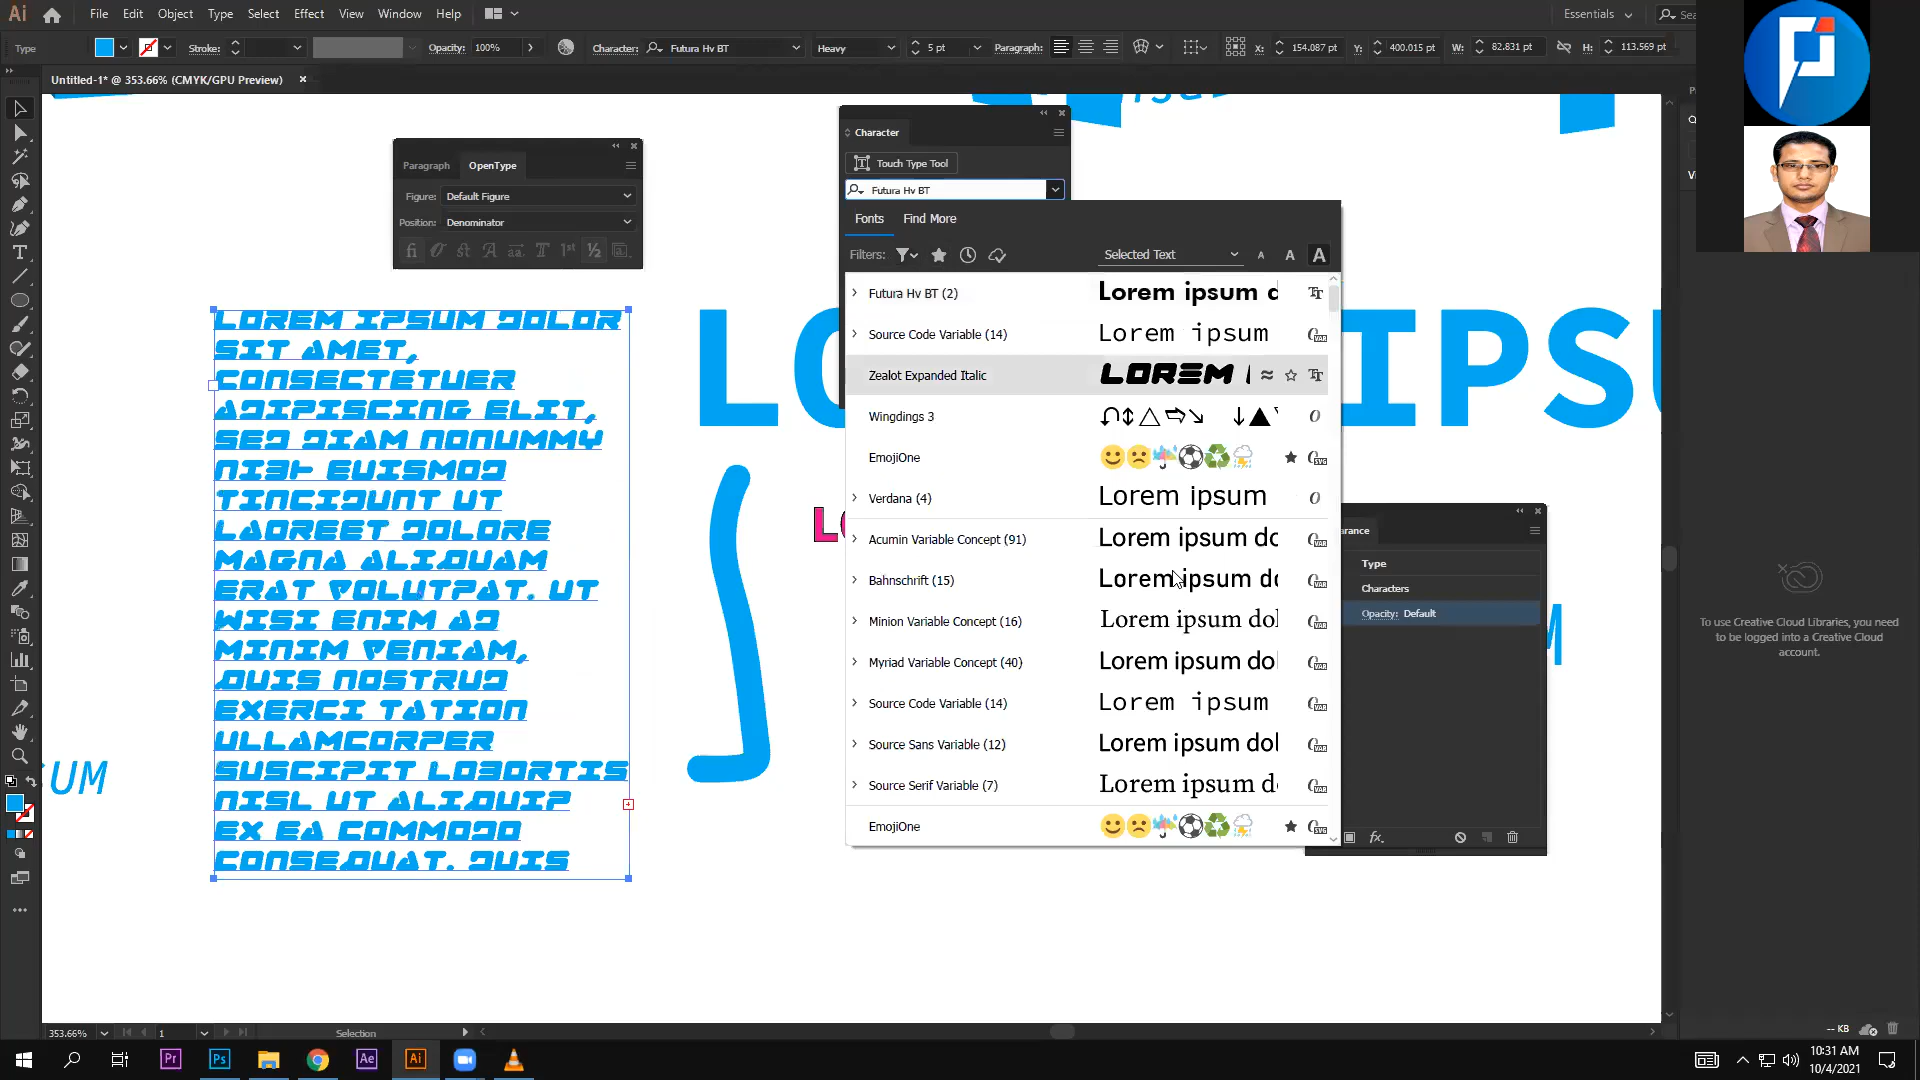 File Edit Object Type Select Effect View Window Help
Essentials
Type Stroke: Opacity: 100% Character: Futura Hv BT Heavy 5 pt Paragraph: X: 154.087 pt Y: 400.015 pt W: 82.831 pt H: 113.569 pt
Untitled-1* @ 353.66% (CMYK/GPU Preview)
Paragraph OpenType
Figure: Default Figure
Position: Denominator
Character
Touch Type Tool
Futura Hv BT
Fonts Find More
Filters: Selected Text A A A
Futura Hv BT (2) Lorem ipsum d
Source Code Variable (14) Lorem ipsum
Zealot Expanded Italic LOREM
Wingdings 3
EmojiOne
Verdana (4) Lorem ipsum
Acumin Variable Concept (91) Lorem ipsum do
Bahnschrift (15) Lorem ipsum do
Minion Variable Concept (16) Lorem ipsum dol
Myriad Variable Concept (40) Lorem ipsum dol
Source Code Variable (14) Lorem ipsum
Source Sans Variable (12) Lorem ipsum dol
Source Serif Variable (7) Lorem ipsum do
EmojiOne
LOREM IPSUM DOLOR
SIT AMET,
CONSECTETUER
ADIPISCING ELIT,
SED DIAM NONUMMY
NIBH EUISMOD
TINCIDUNT UT
LAOREET DOLORE
MAGNA ALIQUAM
ERAT VOLUTPAT. UT
WISI ENIM AD
MINIM VENIAM,
QUIS NOSTRUD
EXERCI TATION
ULLAMCORPER
SUSCIPIT LOBORTIS
NISL UT ALIQUIP
EX EA COMMODO
CONSEQUAT. DUIS
SUM
IPSU
arance
Type
Characters
Opacity: Default
fx
To use Creative Cloud Libraries, you need
to be logged into a Creative Cloud
account.
-- KB
353.66% 1 Selection
Pr Ps Ae Ai
10:31 AM
10/4/2021